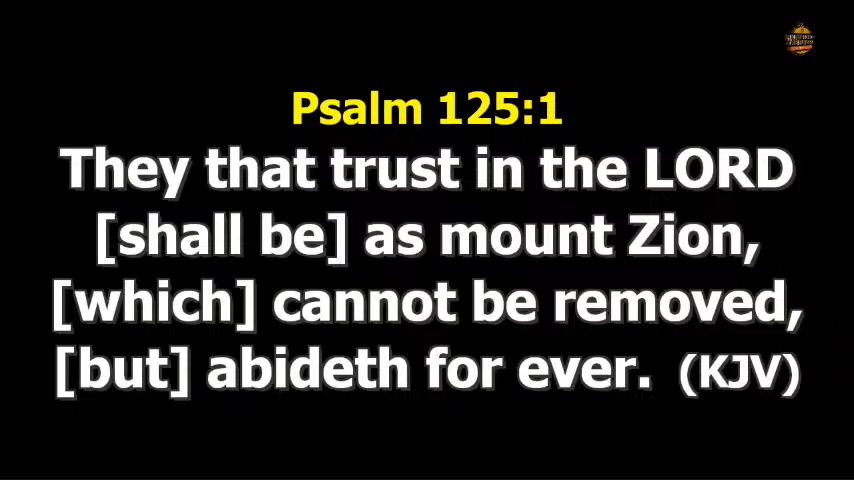 Psalm 125:1
They that trust in the LORD
[shall be] as mount Zion,
[which] cannot be removed,
[but] abideth for ever. (KJV)